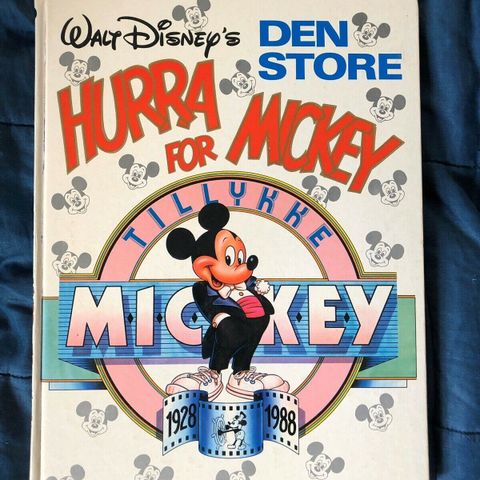 WALT DISNEY'S DEN
STORE
HURRA
FOR MICKEY
TILLYKKE
MICKEY
1928 1988